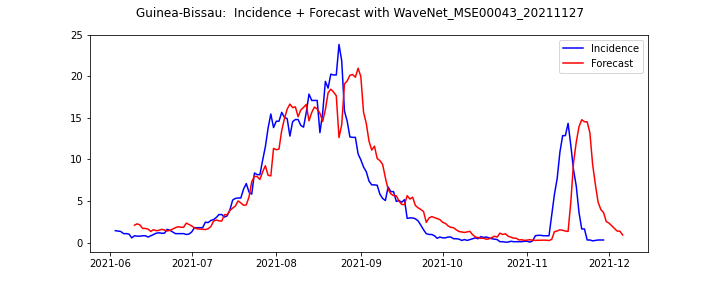 Guinea-Bissau:  Incidence + Forecast with WaveNet_MSE00043_20211127
25
Incidence
Forecast
20
15
10
5
0
2021-06 2021-07 2021-08 2021-09 2021-10 2021-11 2021-12